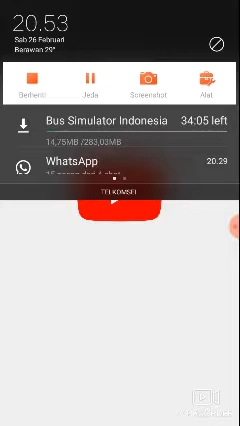 20.53
Sab 26 Februari
Berawan 29°
Berhenti
Jeda
Screenshot
Alat
Bus Simulator Indonesia 34:05 left
14,75MB /283,03MB
WhatsApp 20.29
TELKOMSEL